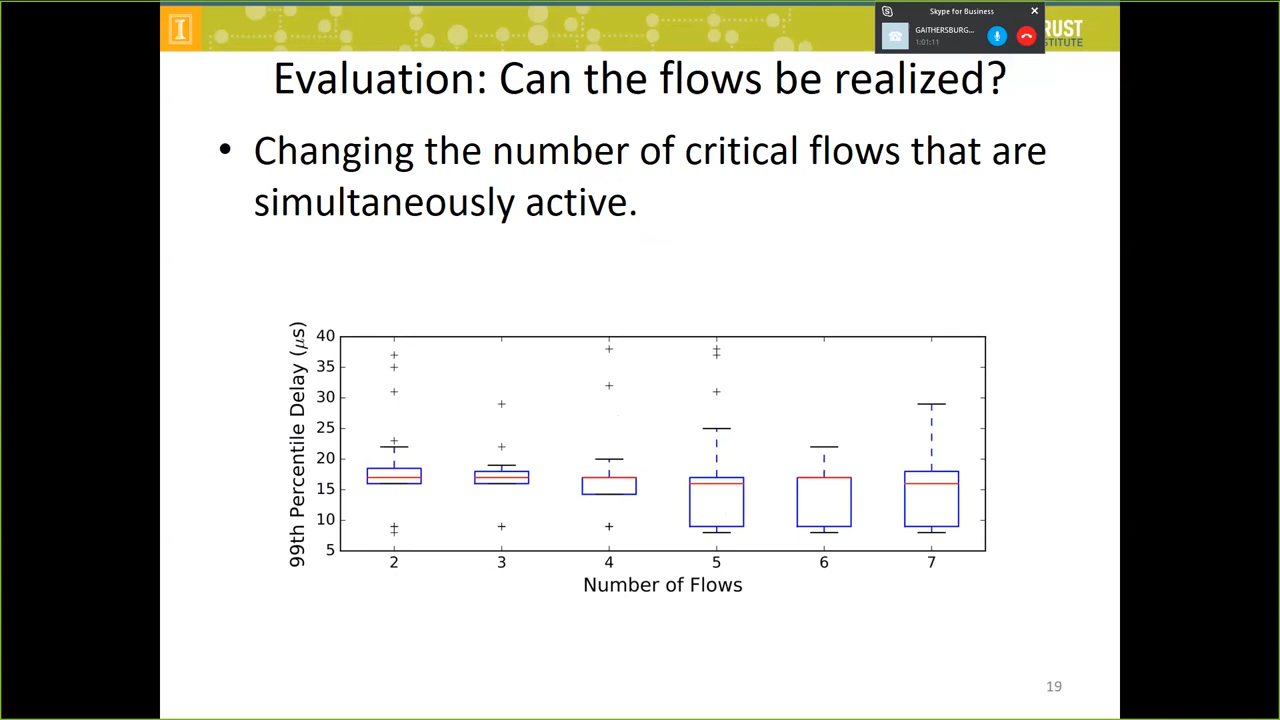 I
Skype for Business
GAITHERSBURG...
1:01:11
RUST
STITUTE
Evaluation: Can the flows be realized?
• Changing the number of critical flows that are
simultaneously active.
99th Percentile Delay (μs)
40
35
30
25
20
15
10
5
2 3 4 5 6 7
Number of Flows
19